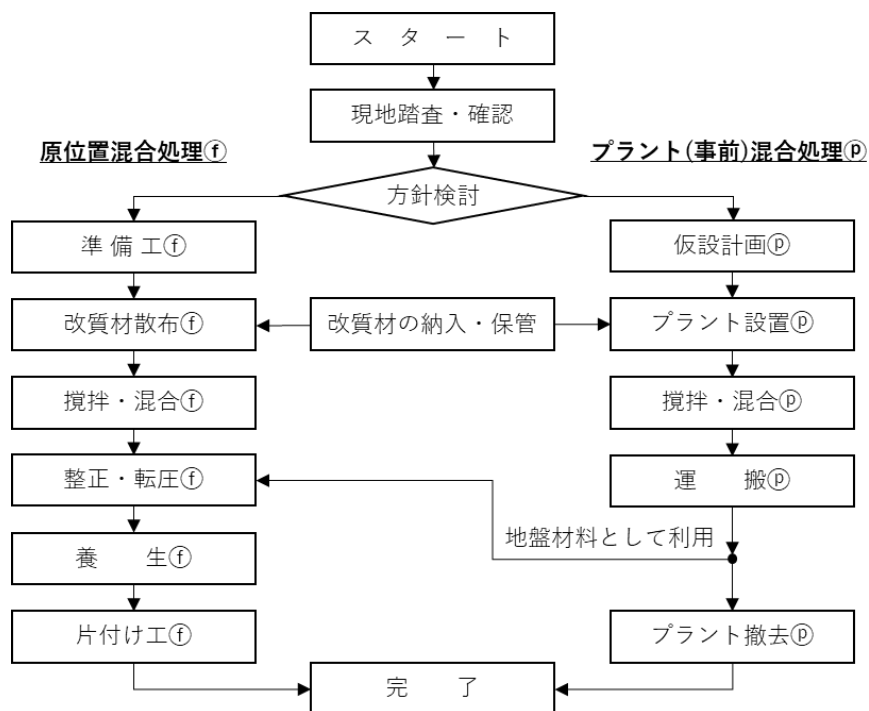 スタート
現地踏査・確認
原位置混合処理ⓕ
プラント(事前)混合処理ⓟ
方針検討
準備工ⓕ
仮設計画ⓟ
改質材散布ⓕ
改質材の納入・保管
プラント設置ⓟ
撹拌・混合ⓕ
撹拌・混合ⓟ
整正・転圧ⓕ
運搬ⓟ
地盤材料として利用
養生ⓕ
片付け工ⓕ
プラント撤去ⓟ
完了